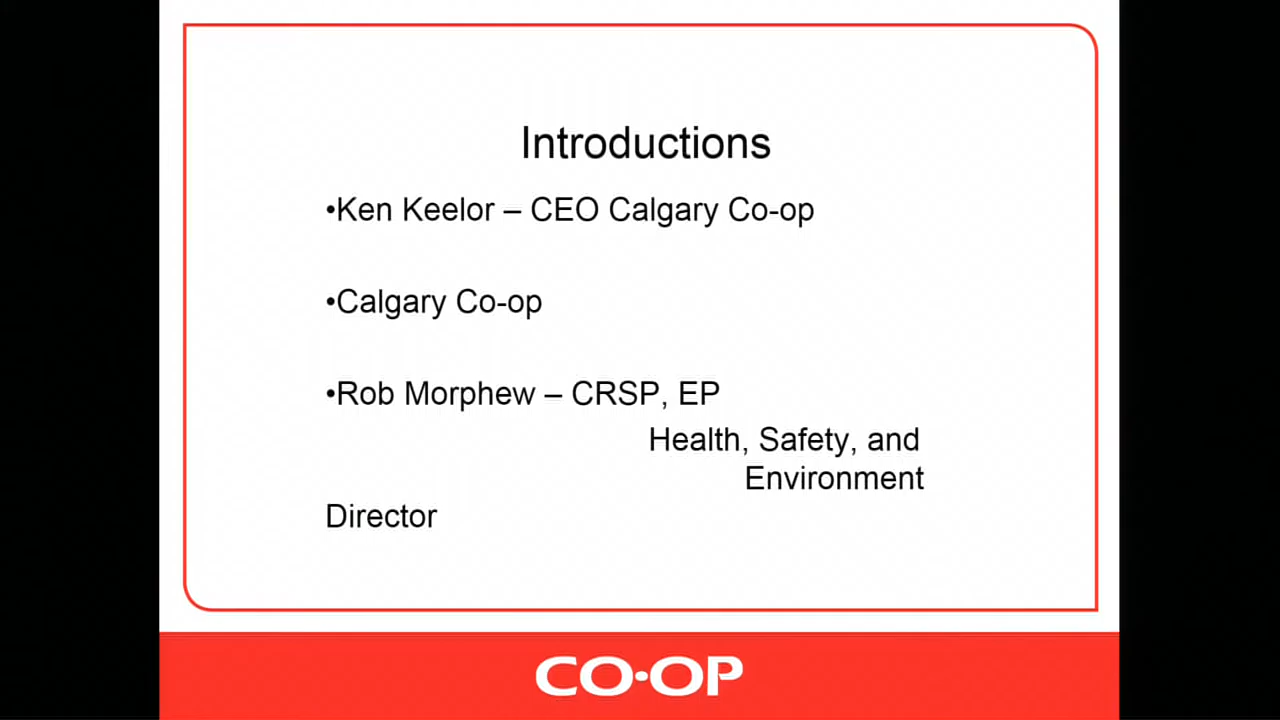 Introductions
•Ken Keelor – CEO Calgary Co-op
•Calgary Co-op
•Rob Morphew – CRSP, EP
Health, Safety, and
Environment
Director
CO•OP